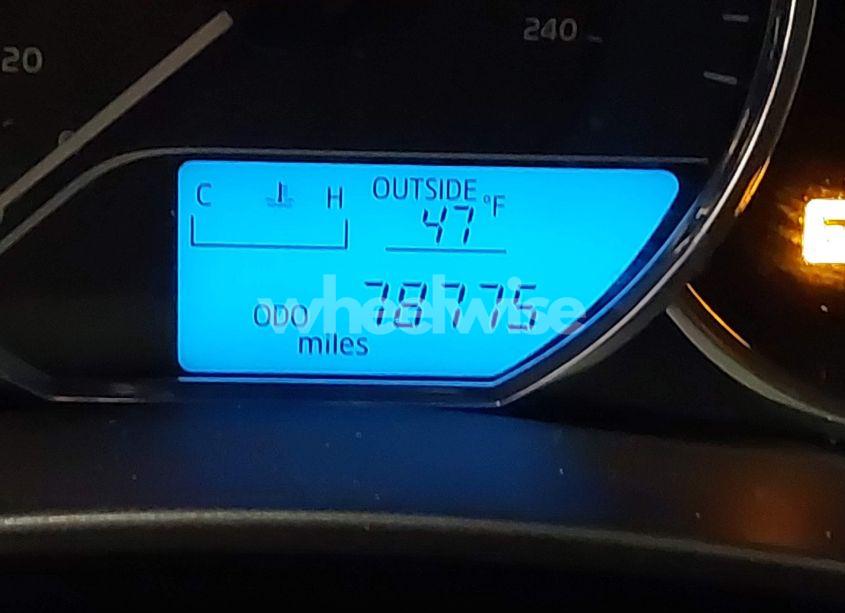 20
240
C H OUTSIDE °F
47
ODO 78775
miles
wheelwise